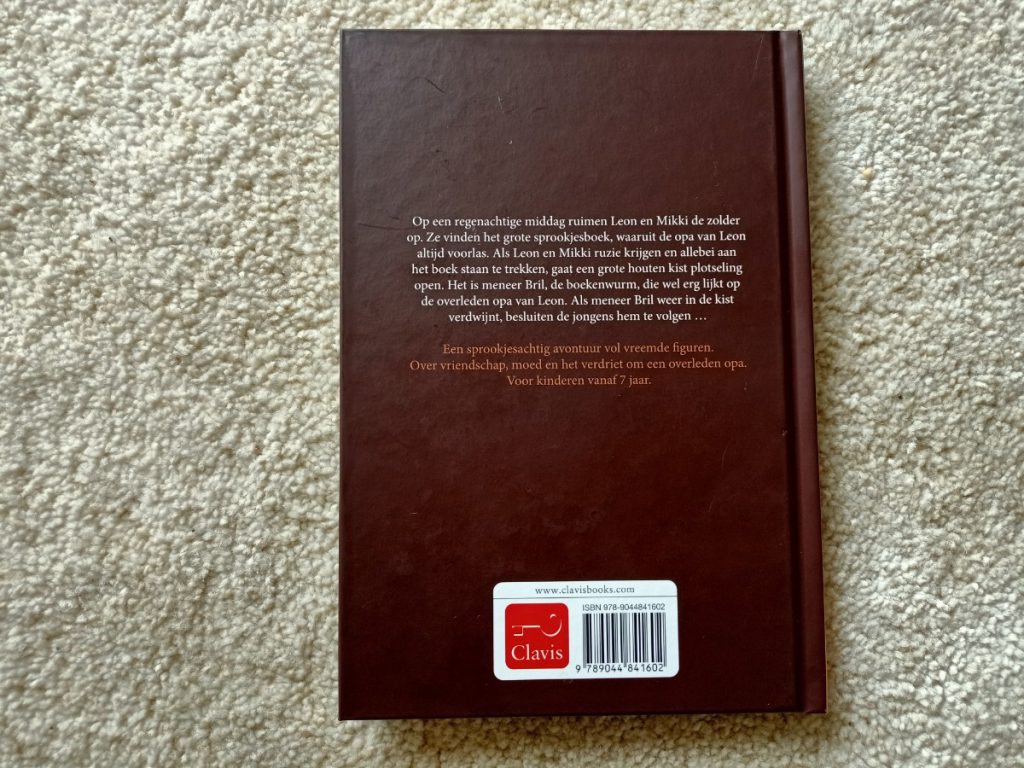 Op een regenachtige middag ruimen Leon en Mikki de zolder
op. Ze vinden het grote sprookjesboek, waaruit de opa van Leon
altijd voorlas. Als Leon en Mikki ruzie krijgen en allebei aan
het boek staan te trekken, gaat een grote houten kist plotseling
open. Het is meneer Bril, de boekenwurm, die wel erg lijkt op
de overleden opa van Leon. Als meneer Bril weer in de kist
verdwijnt, besluiten de jongens hem te volgen …
Een sprookjesachtig avontuur vol vreemde figuren.
Over vriendschap, moed en het verdriet om een overleden opa.
Voor kinderen vanaf 7 jaar.
www.clavisbooks.com
ISBN 978-9044841602
Clavis
9 789044 841602